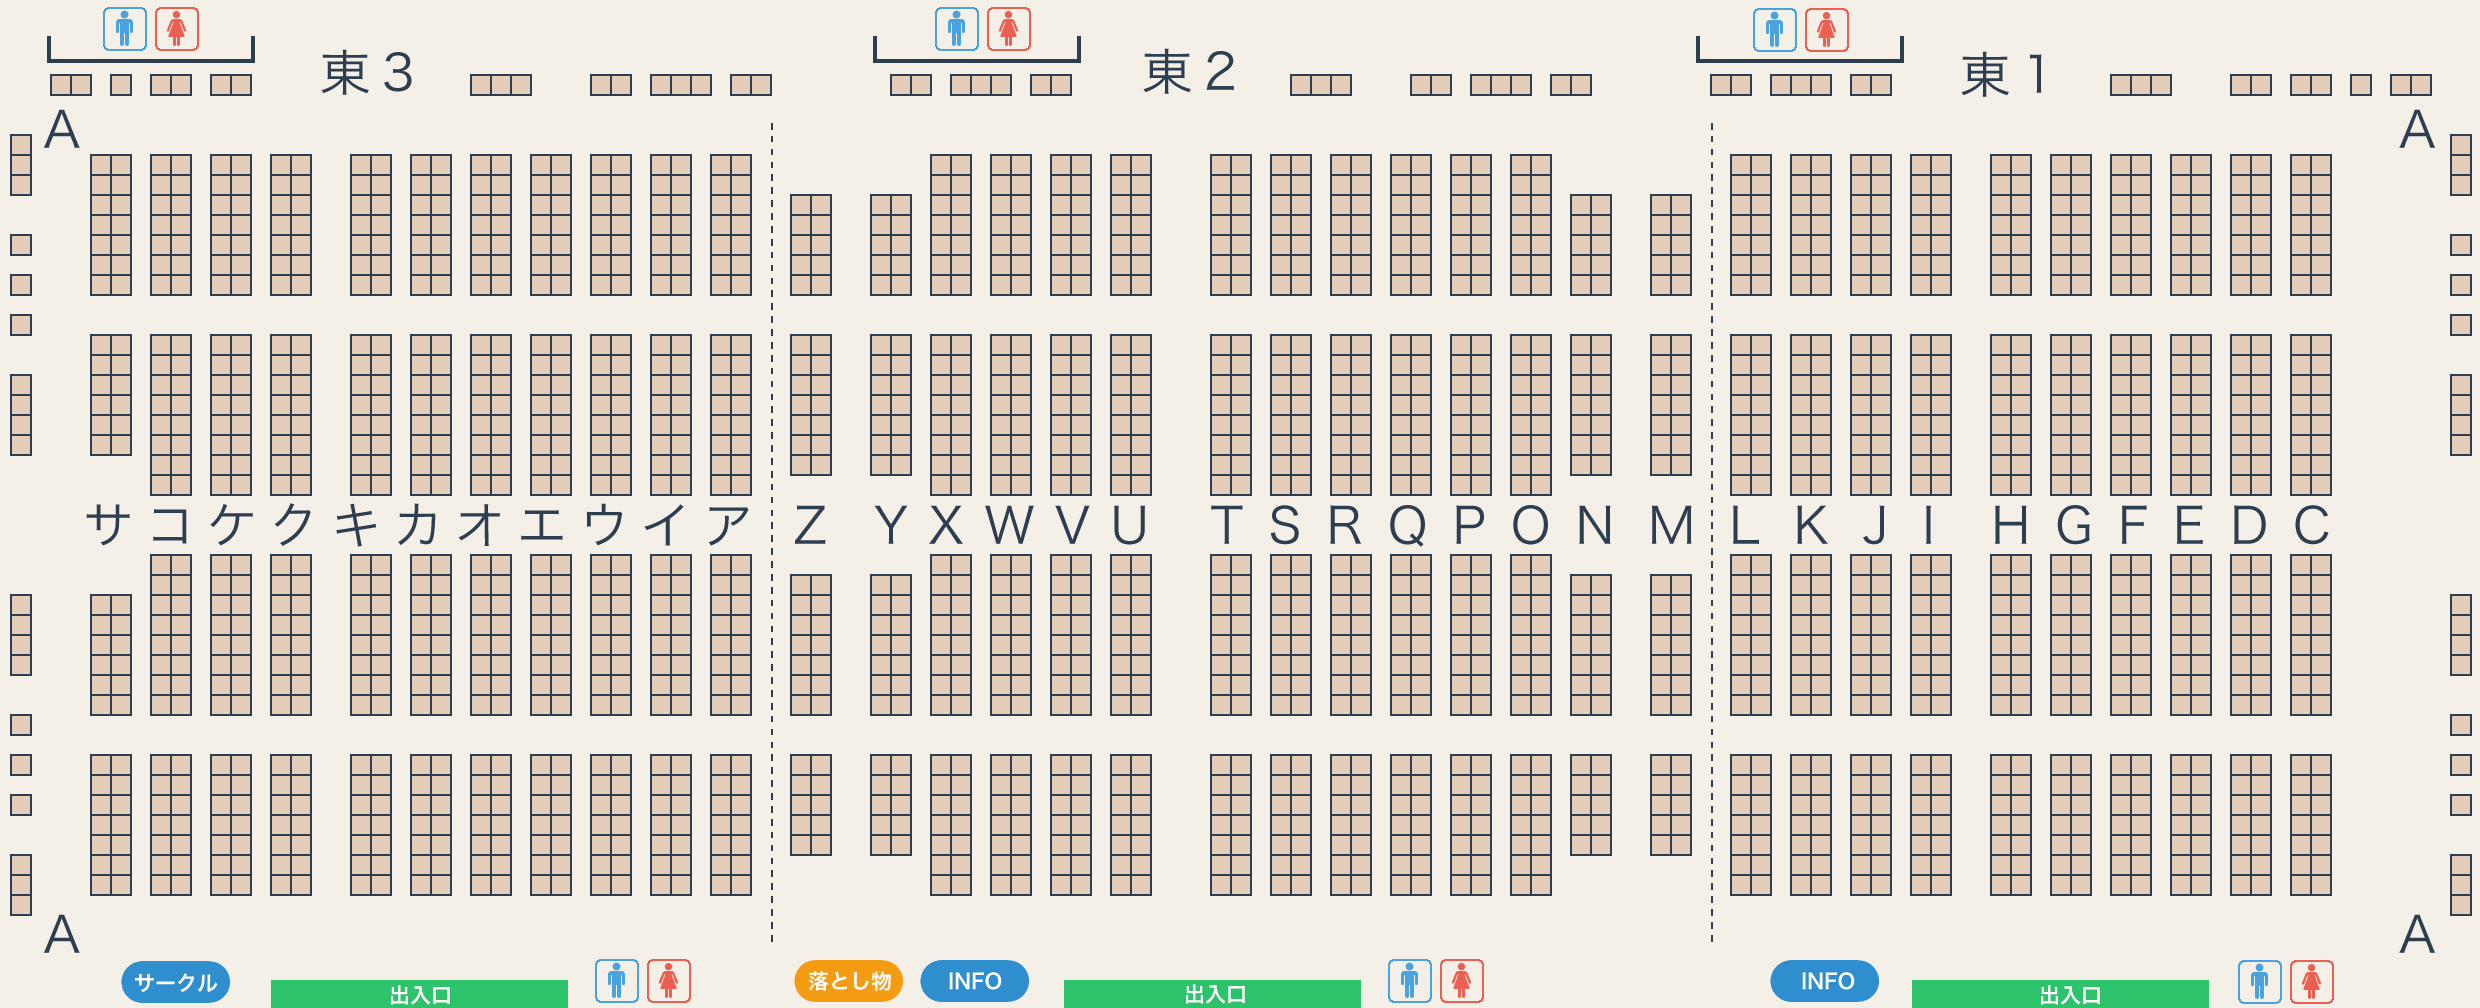 東3
東2
東1
A
A
サ コ ケ ク キ カ オ エ ウ イ ア Z Y X W V U T S R Q P O N M L K J I H G F E D C
A
A
サークル
出入口
落とし物
INFO
出入口
INFO
出入口